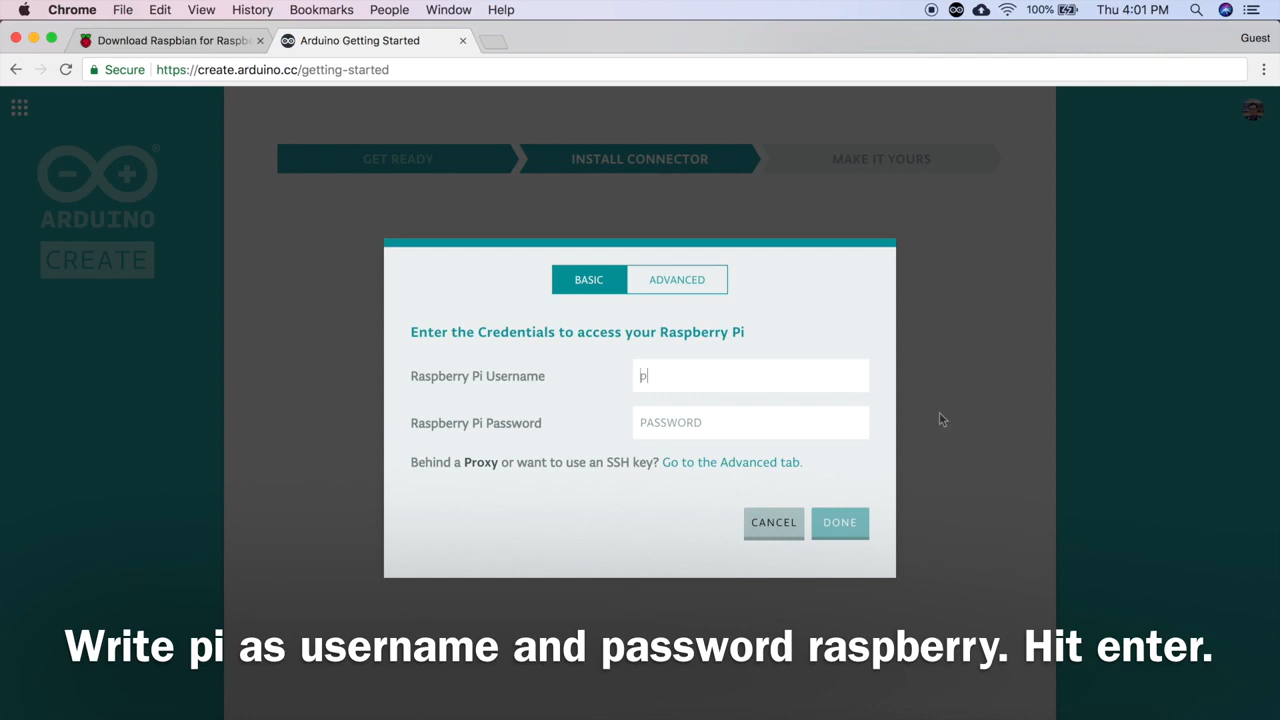 Chrome File Edit View History Bookmarks People Window Help 100% Thu 4:01 PM
Download Raspbian for Raspbe Arduino Getting Started Guest
Secure https://create.arduino.cc/getting-started
GET READY INSTALL CONNECTOR MAKE IT YOURS
ARDUINO
CREATE
BASIC ADVANCED
Enter the Credentials to access your Raspberry Pi
Raspberry Pi Username p
Raspberry Pi Password PASSWORD
Behind a Proxy or want to use an SSH key? Go to the Advanced tab.
CANCEL DONE
Write pi as username and password raspberry. Hit enter.